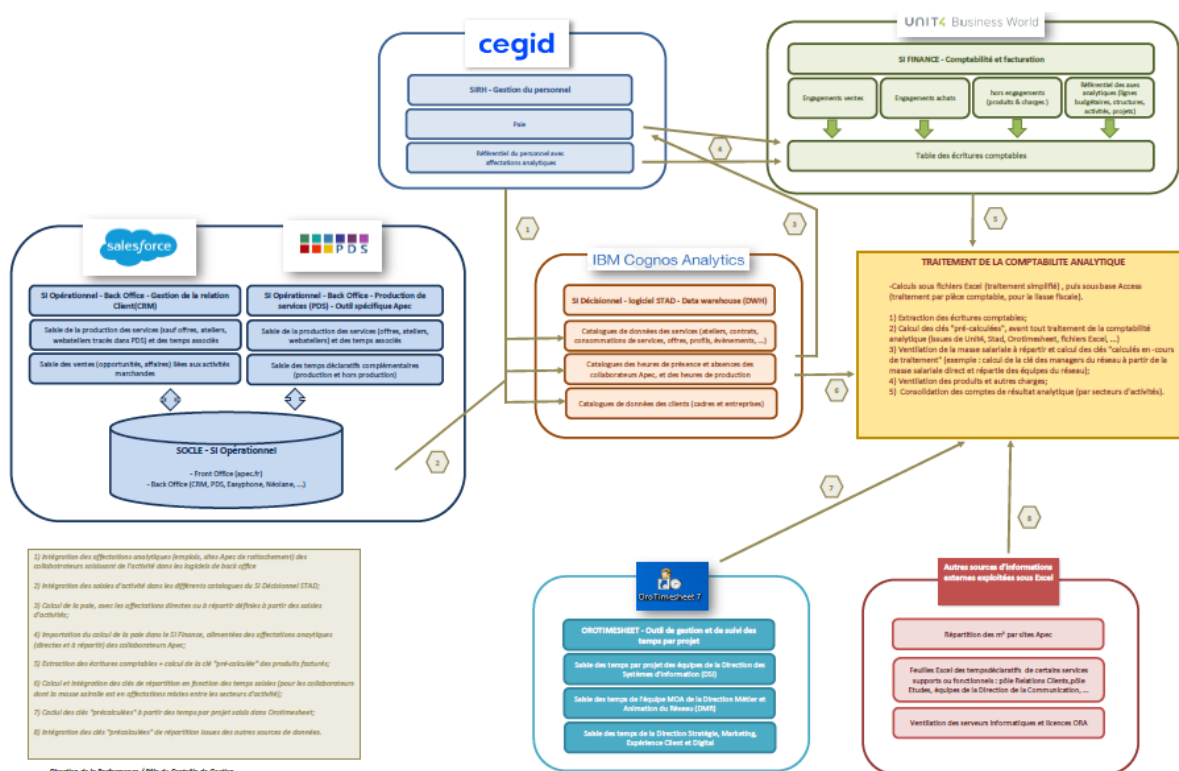 cegid
SIRH - Gestion du personnel
Paie
Référentiel du personnel avec
affectations analytiques
UNIT4 Business World
SI FINANCE - Comptabilité et facturation
Engagements ventes
Engagements achats
hors engagements
(produits & charges )
Référentiel des axes
analytiques (lignes
budgétaires, structures,
activités, projets)
Table des écritures comptables
4
1
3
5
salesforce
PDS
SI Opérationnel - Back Office - Gestion de la relation
Client(CRM)
Saisie de la production des services (sauf offres, ateliers,
webateliers tracés dans PDS) et des temps associés
Saisie des ventes (opportunités, affaires) liées aux activités
marchandes
SI Opérationnel - Back Office - Production de
services (PDS) - Outil spécifique Apec
Saisie de la production des services (offres, ateliers,
webateliers) et des temps associés
Saisie des temps déclaratifs complémentaires
(production et hors production)
SOCLE - SI Opérationnel
- Front Office (apec.fr)
- Back Office (CRM, PDS, Easyphone, Néolane, ...)
2
IBM Cognos Analytics
SI Décisionnel - logiciel STAD - Data warehouse (DWH)
Catalogues de données des services (ateliers, contrats,
consommations de services, offres, profils, évènements, ...)
Catalogues des heures de présence et absences des
collaborateurs Apec, et des heures de production
Catalogues de données des clients (cadres et entreprises)
6
TRAITEMENT DE LA COMPTABILITE ANALYTIQUE
-Calculs sous fichiers Excel (traitement simplifié) , puis sous base Access
(traitement par pièce comptable, pour la liasse fiscale).
1) Extraction des écritures comptables;
2) Calcul des clés "pré-calculées", avant tout traitement de la comptabilité
analytique (issues de Unit4, Stad, Orotimesheet, fichiers Excel, ...)
3) Ventilation de la masse salariale à répartir et calcul des clés "calculés en -cours
de traitement" (exemple : calcul de la clé des managers du réseau à partir de la
masse salariale direct et répartie des équipes du réseau);
4) Ventilation des produits et autres charges;
5) Consolidation des comptes de résultat analytique (par secteurs d'activités).
7
8
1) Intégration des affectations analytiques (emplois, sites Apec de rattachement) des
collaborateurs saisissant de l'activité dans les logiciels de back office
2) Intégration des saisies d'activité dans les différents catalogues du SI Décisionnel STAD;
3) Calcul de la paie, avec les affectations directes ou à répartir définies à partir des saisies
d'activités;
4) Importation du calcul de la paie dans le SI Finance, alimentées des affectations anaytiques
(directes et à répartir) des collaborateurs Apec;
5) Extraction des écritures comptables + calcul de la clé "pré-calculée" des produits facturés;
6) Calcul et intégration des clés de répartition en fonction des temps saisies (pour les collaborateurs
dont la masse salariale est en affectations mixtes entre les secteurs d'activité);
7) Caclul des clés "précalculées" à partir des temps par projet saisis dans Orotimesheet;
8) Intégration des clés "précalculées" de répartition issues des autres sources de données.
Direction de la Performance / Pôle du Contrôle de Gestion
OroTimesheet 7
OROTIMESHEET - Outil de gestion et de suivi des
temps par projet
Saisie des temps par projet des équipes de la Direction des
Systèmes d'Information (DSI)
Saisie des temps de l'équipe MOA de la Direction Métier et
Animation du Réseau (DMR)
Saisie des temps de la Direction Stratégie, Marketing,
Expérience Client et Digital
Autres sources d'informations
externes exploitées sous Excel
Répartition des m² par sites Apec
Feuilles Excel des tempsdéclaratifs de certains services
supports ou fonctionnels : pôle Relations Clients,pôle
Etudes, équipes de la Direction de la Communication, ...
Ventilation des serveurs informatiques et licences ORA